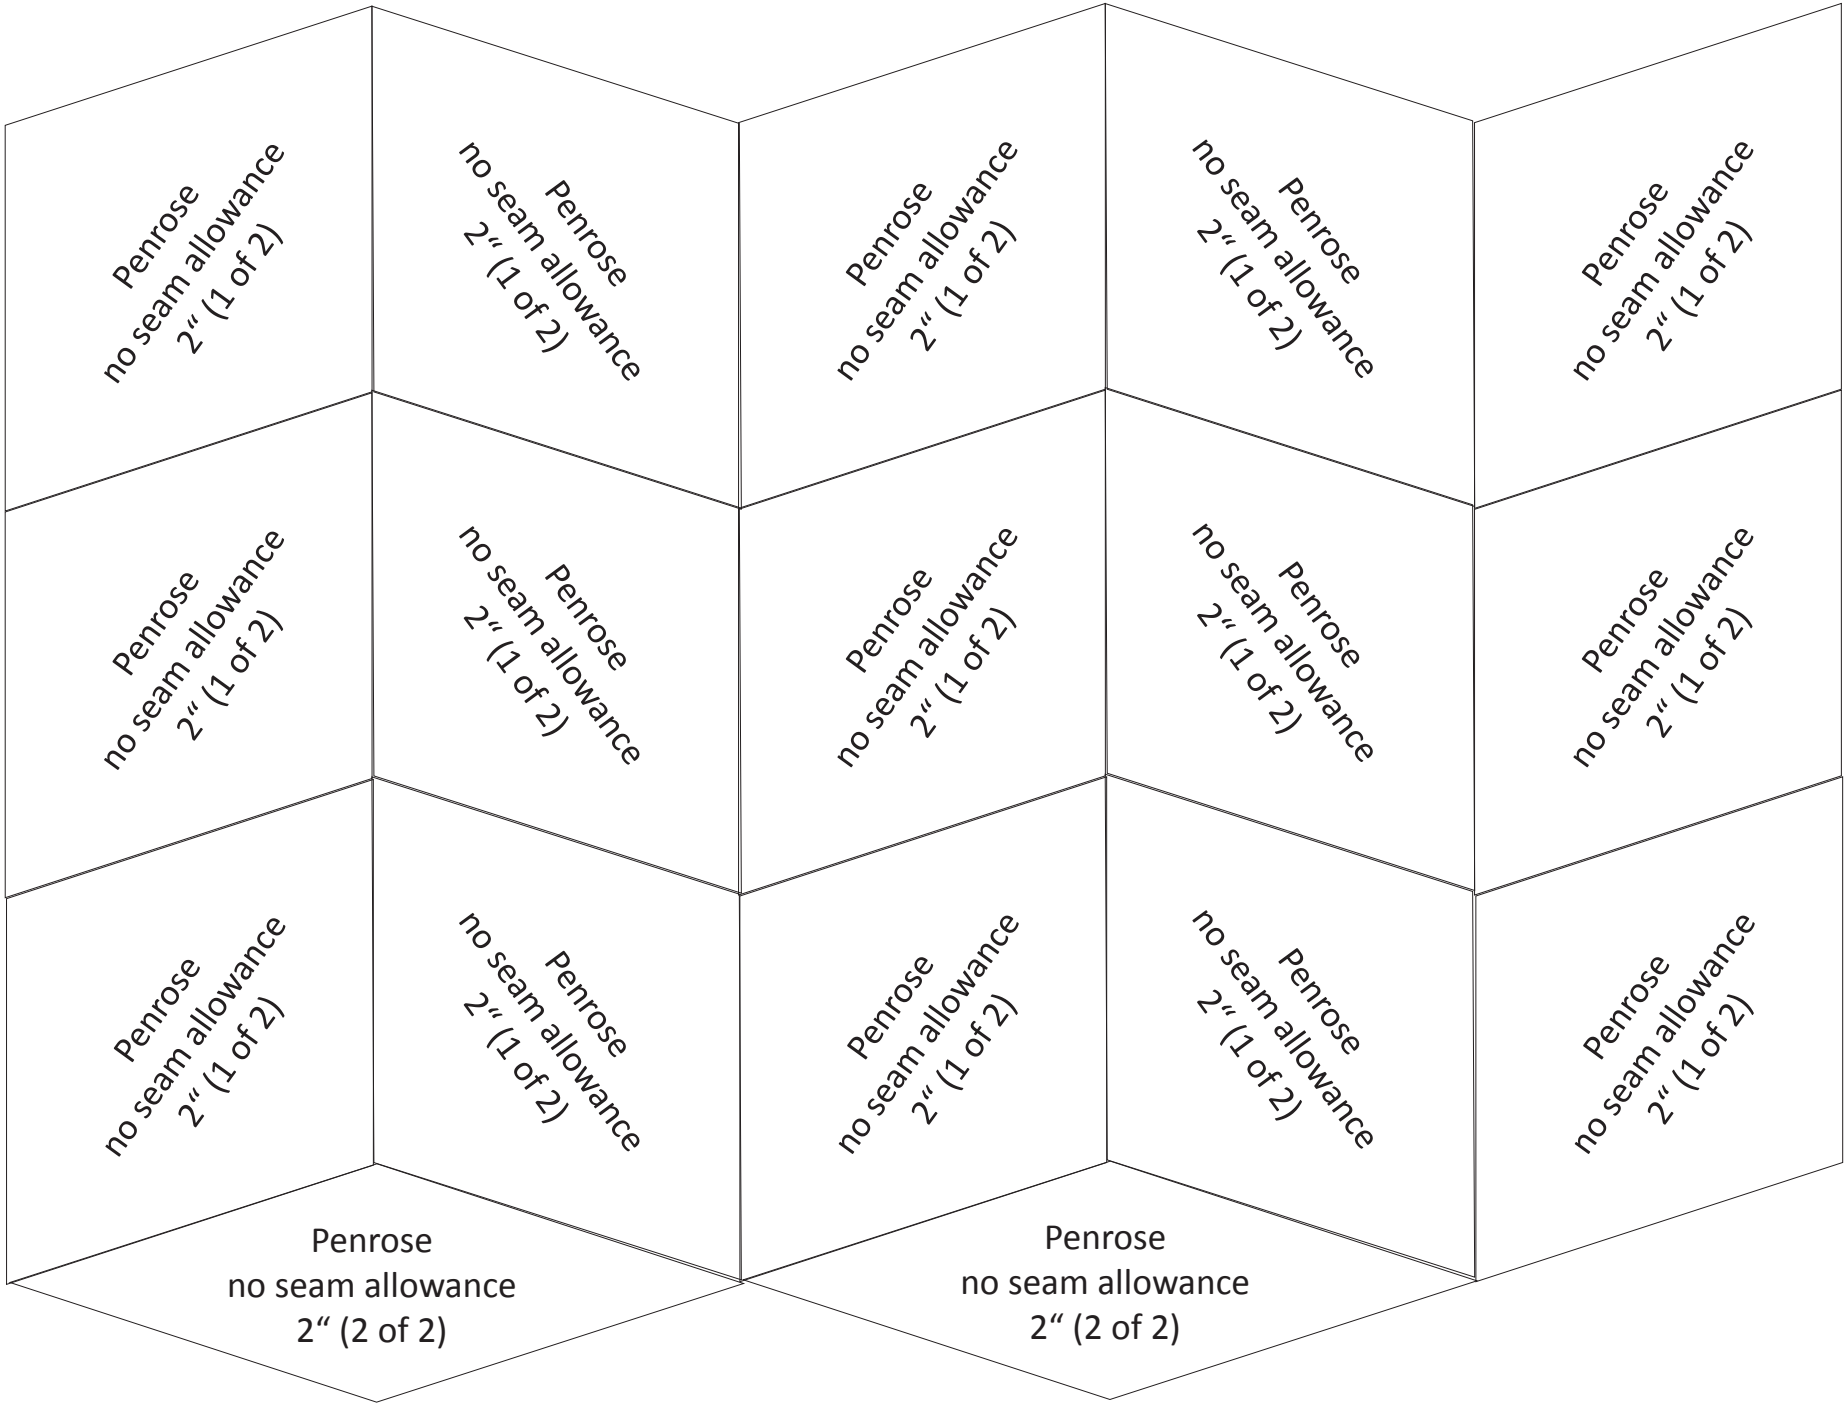 Penrose
no seam allowance
2“ (1 of 2)
Penrose
no seam allowance
2“ (1 of 2)
Penrose
no seam allowance
2“ (1 of 2)
Penrose
no seam allowance
2“ (1 of 2)
Penrose
no seam allowance
2“ (1 of 2)
Penrose
no seam allowance
2“ (1 of 2)
Penrose
no seam allowance
2“ (1 of 2)
Penrose
no seam allowance
2“ (1 of 2)
Penrose
no seam allowance
2“ (1 of 2)
Penrose
no seam allowance
2“ (1 of 2)
Penrose
no seam allowance
2“ (1 of 2)
Penrose
no seam allowance
2“ (1 of 2)
Penrose
no seam allowance
2“ (1 of 2)
Penrose
no seam allowance
2“ (1 of 2)
Penrose
no seam allowance
2“ (1 of 2)
Penrose
no seam allowance
2“ (2 of 2)
Penrose
no seam allowance
2“ (2 of 2)